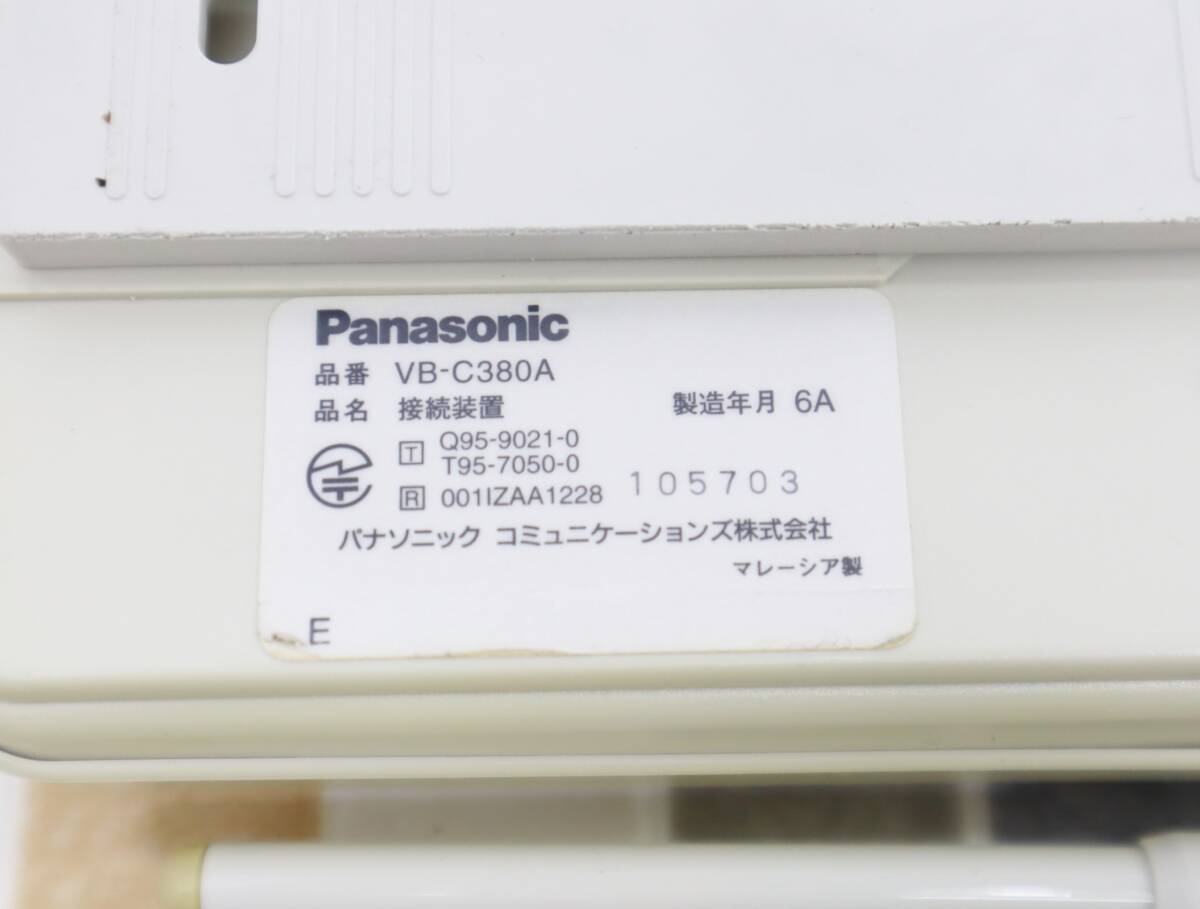 Panasonic
品番 VB-C380A
品名 接続装置 製造年月 6A
T Q95-9021-0
T95-7050-0
R 001IZAA1228 105703
パナソニック コミュニケーションズ株式会社
マレーシア製
E